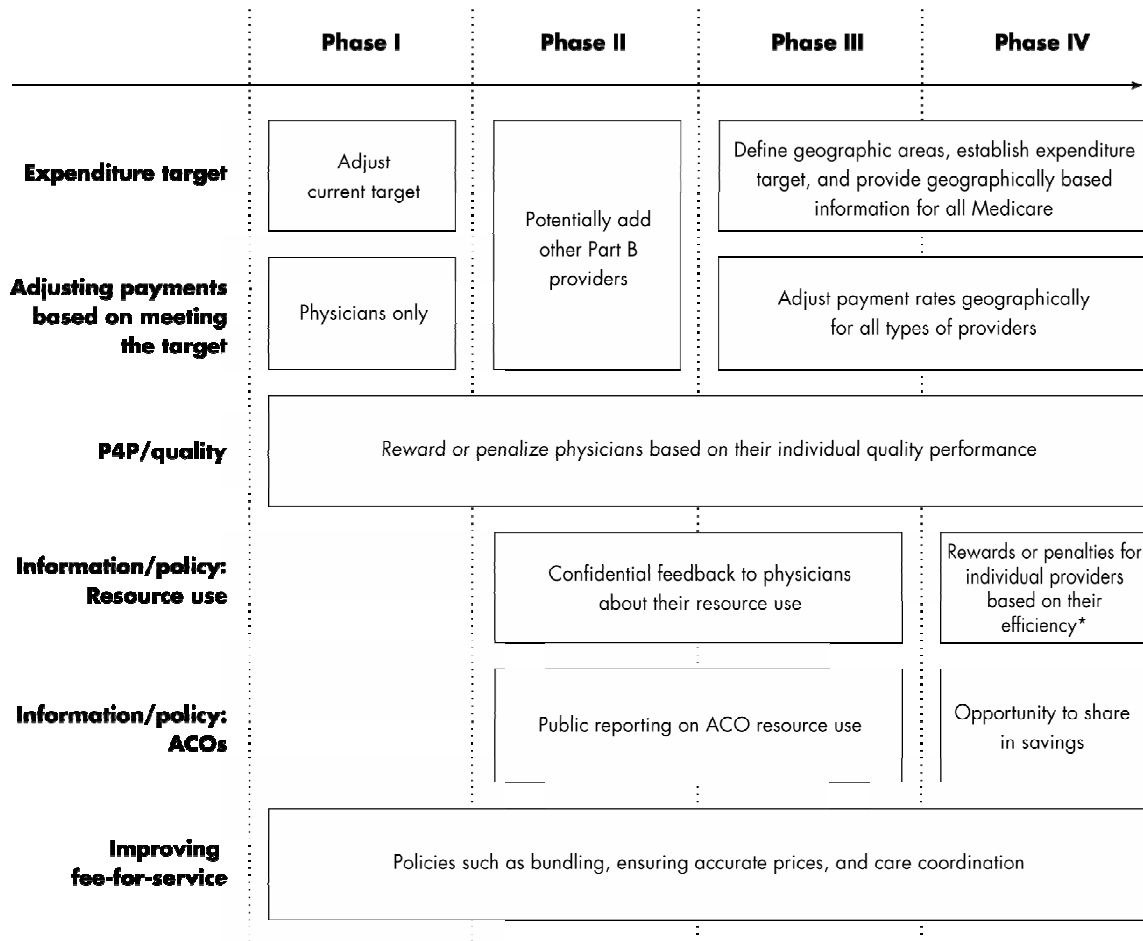 Phase I
Phase II
Phase III
Phase IV
Expenditure target
Adjust
current target
Potentially add
other Part B
providers
Define geographic areas, establish expenditure
target, and provide geographically based
information for all Medicare
Adjusting payments
based on meeting
the target
Physicians only
Adjust payment rates geographically
for all types of providers
P4P/quality
Reward or penalize physicians based on their individual quality performance
Information/policy:
Resource use
Confidential feedback to physicians
about their resource use
Rewards or penalties for
individual providers
based on their
efficiency*
Information/policy:
ACOs
Public reporting on ACO resource use
Opportunity to share
in savings
Improving
fee-for-service
Policies such as bundling, ensuring accurate prices, and care coordination